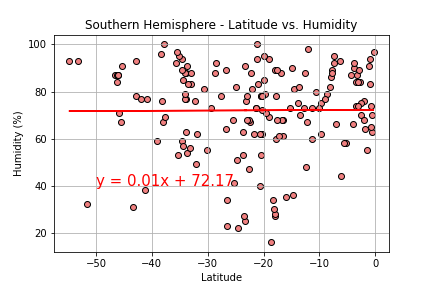 Southern Hemisphere - Latitude vs. Humidity
100
80
60
40
20
Humidity (%)
y = 0.01x + 72.17
−50
−40
−30
−20
−10
0
Latitude